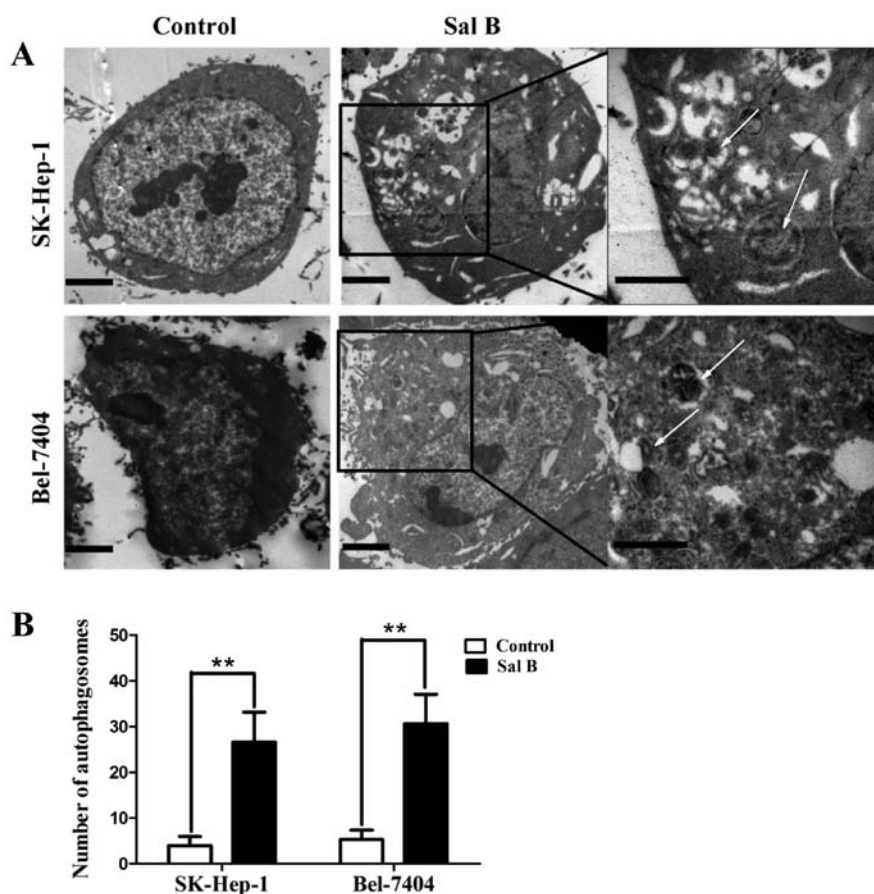 Control
Sal B
A
SK-Hep-1
Bel-7404
B
Number of autophagosomes
50
40
30
20
10
0
**
**
Control
Sal B
SK-Hep-1
Bel-7404